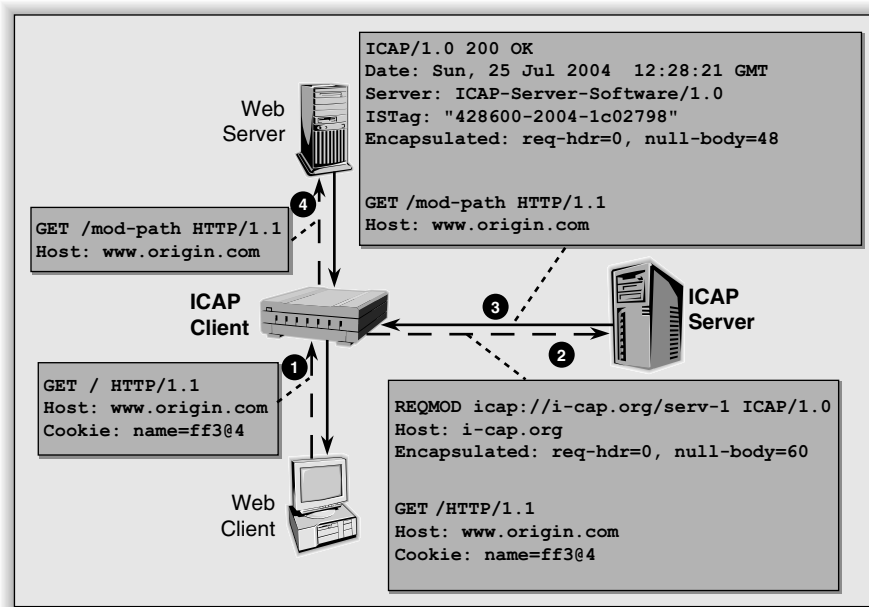 ICAP/1.0 200 OK
Date: Sun, 25 Jul 2004  12:28:21 GMT
Server: ICAP-Server-Software/1.0
ISTag: "428600-2004-1c02798"
Encapsulated: req-hdr=0, null-body=48
GET /mod-path HTTP/1.1
Host: www.origin.com
Web
Server
4
GET /mod-path HTTP/1.1
Host: www.origin.com
ICAP
Client
3
ICAP
Server
2
1
GET / HTTP/1.1
Host: www.origin.com
Cookie: name=ff3@4
REQMOD icap://i-cap.org/serv-1 ICAP/1.0
Host: i-cap.org
Encapsulated: req-hdr=0, null-body=60
GET /HTTP/1.1
Host: www.origin.com
Cookie: name=ff3@4
Web
Client